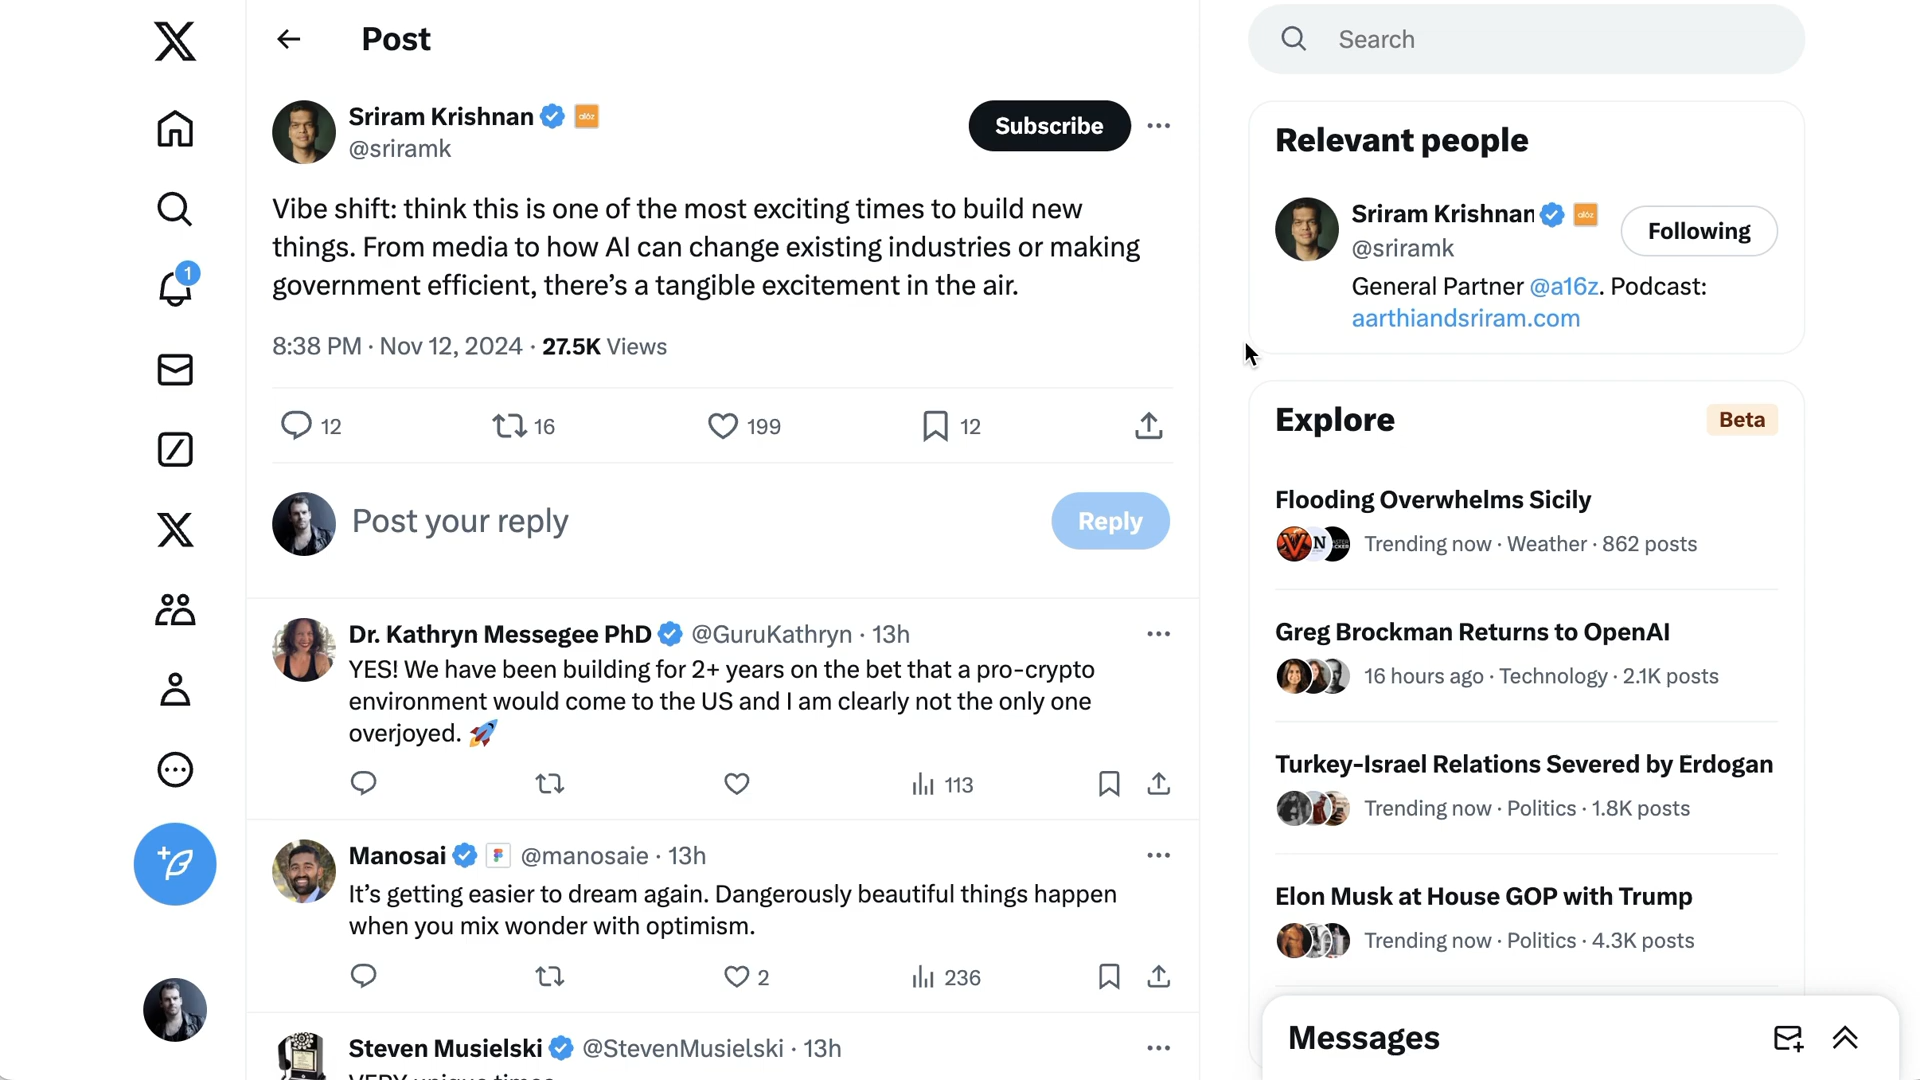 Post
Search
Sriram Krishnan
@sriramk
Subscribe
Vibe shift: think this is one of the most exciting times to build new
things. From media to how AI can change existing industries or making
government efficient, there’s a tangible excitement in the air.
8:38 PM · Nov 12, 2024 · 27.5K Views
12
16
199
12
Post your reply
Reply
Dr. Kathryn Messegee PhD @GuruKathryn · 13h
YES! We have been building for 2+ years on the bet that a pro-crypto
environment would come to the US and I am clearly not the only one
overjoyed. 🚀
113
Manosai @manosaie · 13h
It’s getting easier to dream again. Dangerously beautiful things happen
when you mix wonder with optimism.
2
236
Steven Musielski @StevenMusielski · 13h
VERY unique times
1
Relevant people
Sriram Krishnan
@sriramk
Following
General Partner @a16z. Podcast:
aarthiandsriram.com
Explore
Beta
Flooding Overwhelms Sicily
Trending now · Weather · 862 posts
Greg Brockman Returns to OpenAI
16 hours ago · Technology · 2.1K posts
Turkey-Israel Relations Severed by Erdogan
Trending now · Politics · 1.8K posts
Elon Musk at House GOP with Trump
Trending now · Politics · 4.3K posts
Messages